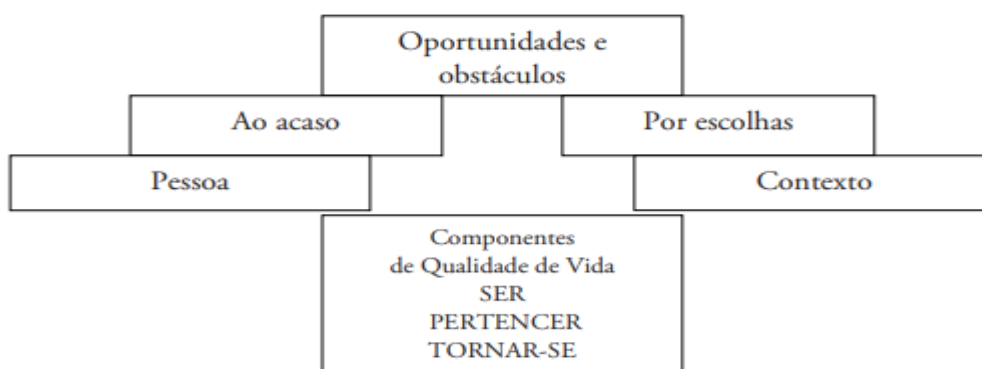 Oportunidades e
obstáculos
Ao acaso
Por escolhas
Pessoa
Contexto
Componentes
de Qualidade de Vida
SER
PERTENCER
TORNAR-SE